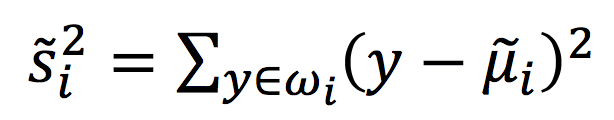 s̃ᵢ² = ∑_{y∈ωᵢ}(y − μ̃ᵢ)²